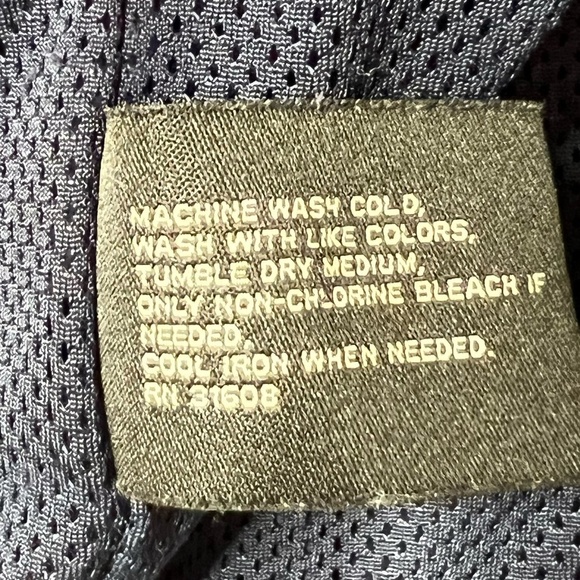 MACHINE WASH COLD,
WASH WITH LIKE COLORS,
TUMBLE DRY MEDIUM,
ONLY NON-CHLORINE BLEACH IF
NEEDED,
COOL IRON WHEN NEEDED.
RN 31608